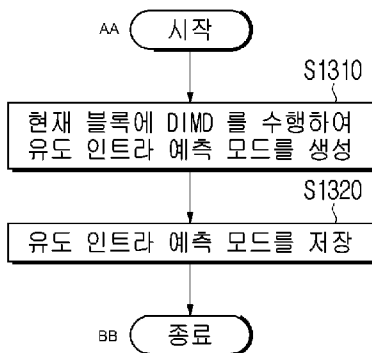 AA 시작
S1310
현재 블록에 DIMD 를 수행하여
유도 인트라 예측 모드를 생성
S1320
유도 인트라 예측 모드를 저장
BB 종료